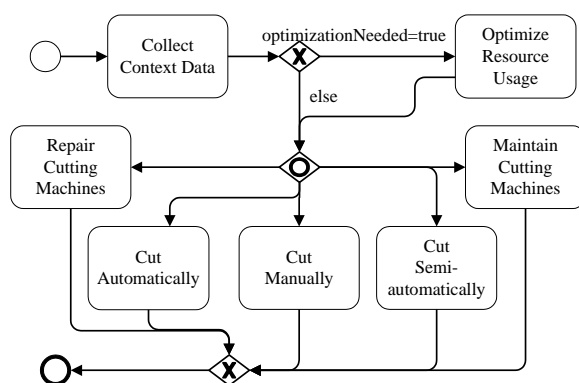 Collect
Context Data
X
optimizationNeeded=true
Optimize
Resource
Usage
else
Repair
Cutting
Machines
Maintain
Cutting
Machines
Cut
Automatically
Cut
Manually
Cut
Semi-
automatically
X